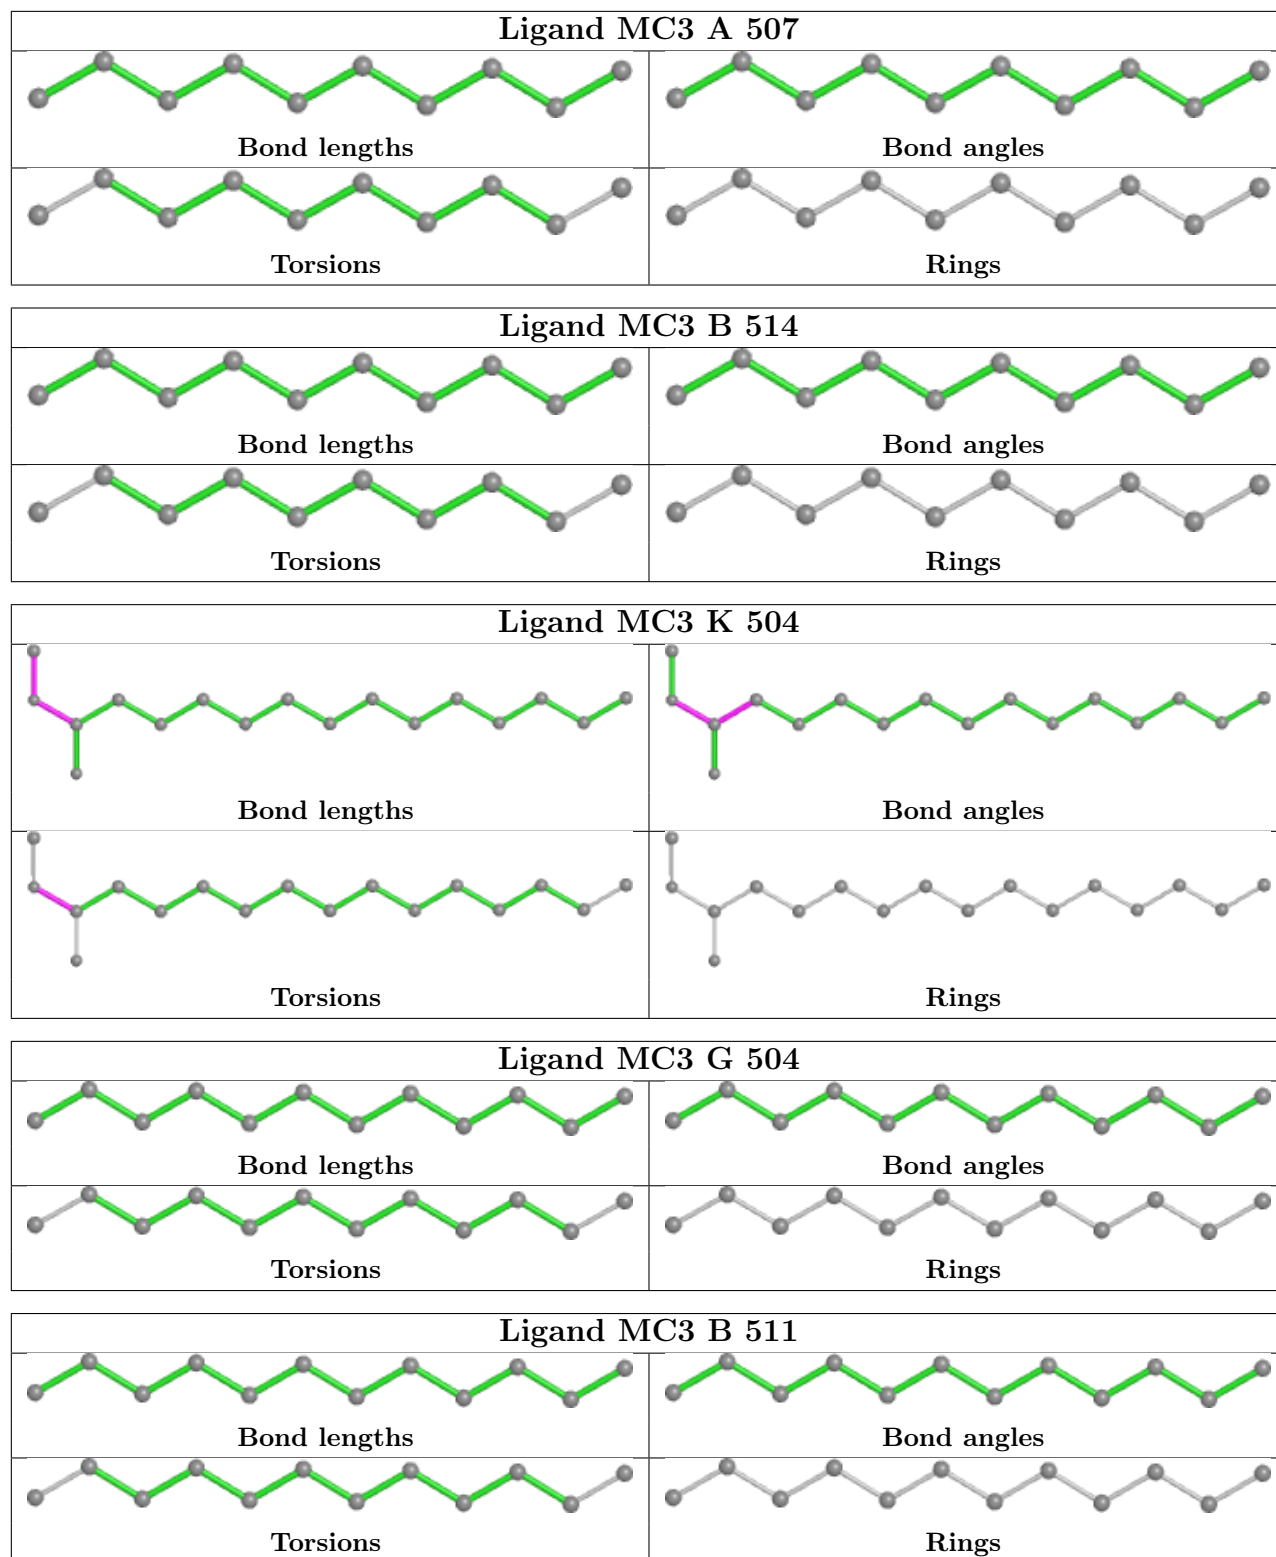 Ligand MC3 A 507
Bond lengths Bond angles
Torsions Rings
Ligand MC3 B 514
Bond lengths Bond angles
Torsions Rings
Ligand MC3 K 504
Bond lengths Bond angles
Torsions Rings
Ligand MC3 G 504
Bond lengths Bond angles
Torsions Rings
Ligand MC3 B 511
Bond lengths Bond angles
Torsions Rings